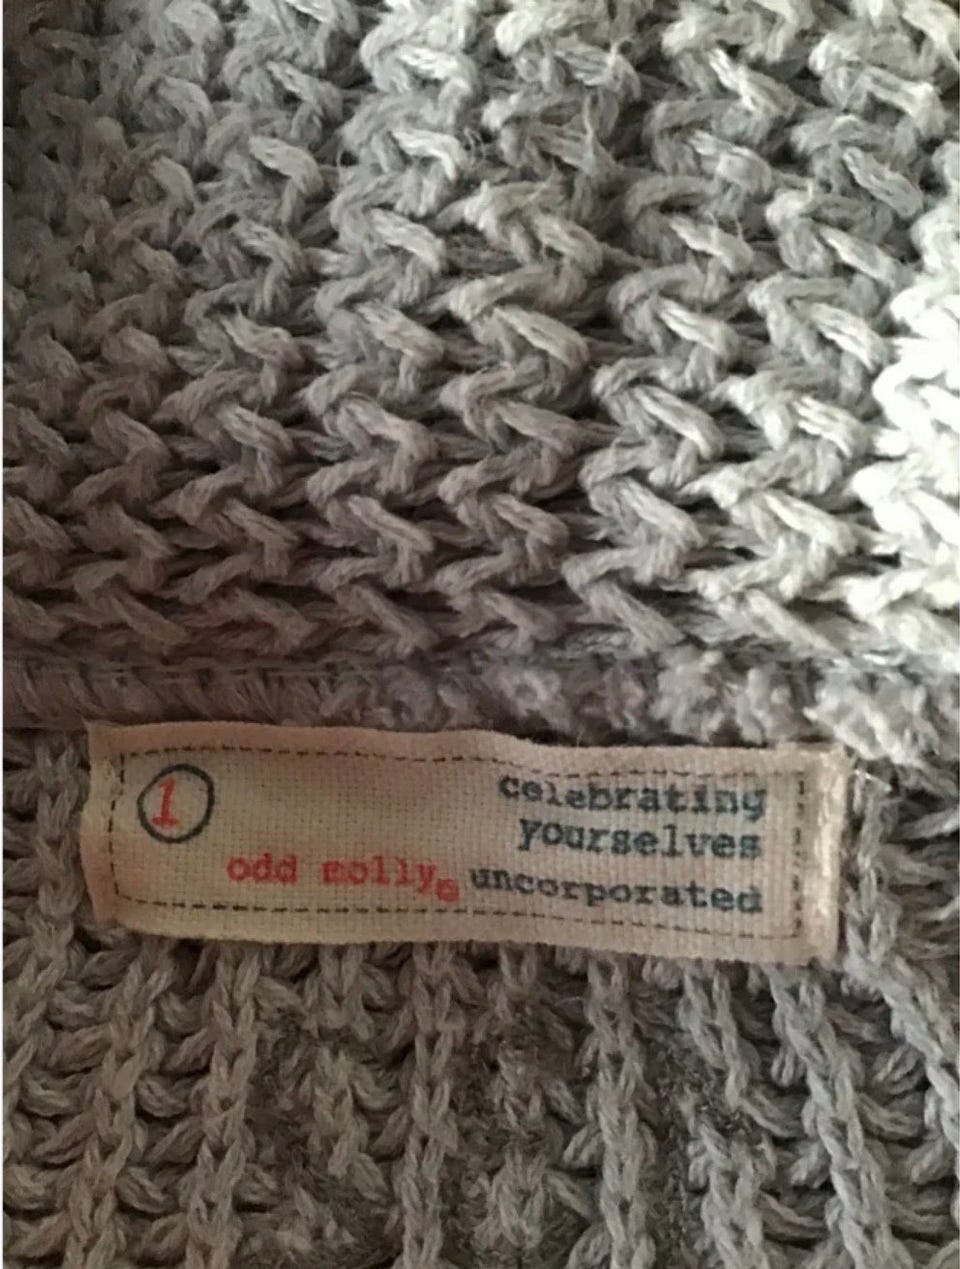 1
celebrating
yourselves
odd molly® uncorporated